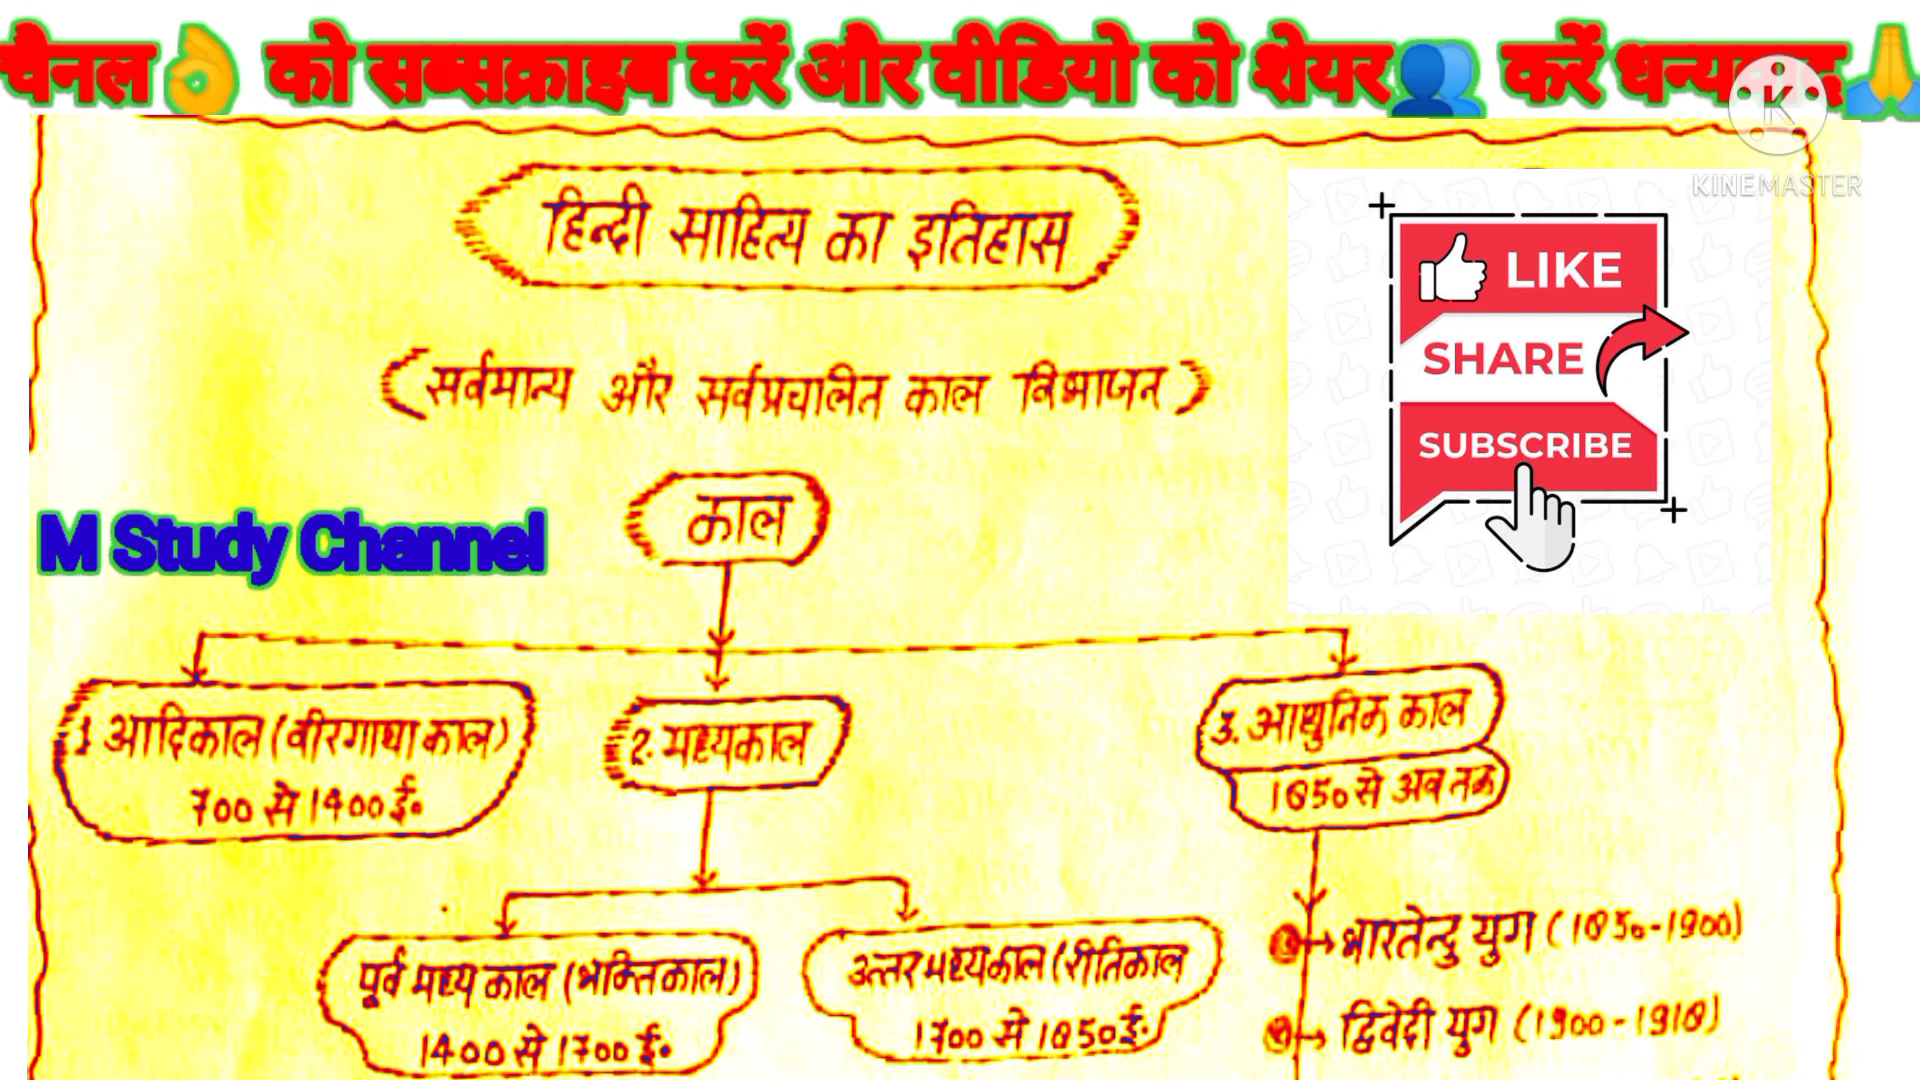 चैनल👌 को सब्सक्राइब करें और वीडियो को शेयर👥 करें धन्यवाद🙏
K
KINEMASTER
हिन्दी साहित्य का इतिहास
(सर्वमान्य और सर्वप्रचलित काल विभाजन)
LIKE
SHARE
SUBSCRIBE
काल
M Study Channel
1. आदिकाल (वीरगाथा काल)
700 से 1400 ई॰
2. मध्यकाल
3. आधुनिक काल
1850 से अब तक
पूर्व मध्य काल (भक्तिकाल)
1400 से 1700 ई॰
उत्तर मध्यकाल (रीतिकाल
1700 से 1850 ई॰
→ भारतेन्दु युग (1850-1900)
→ द्विवेदी युग (1900-1918)